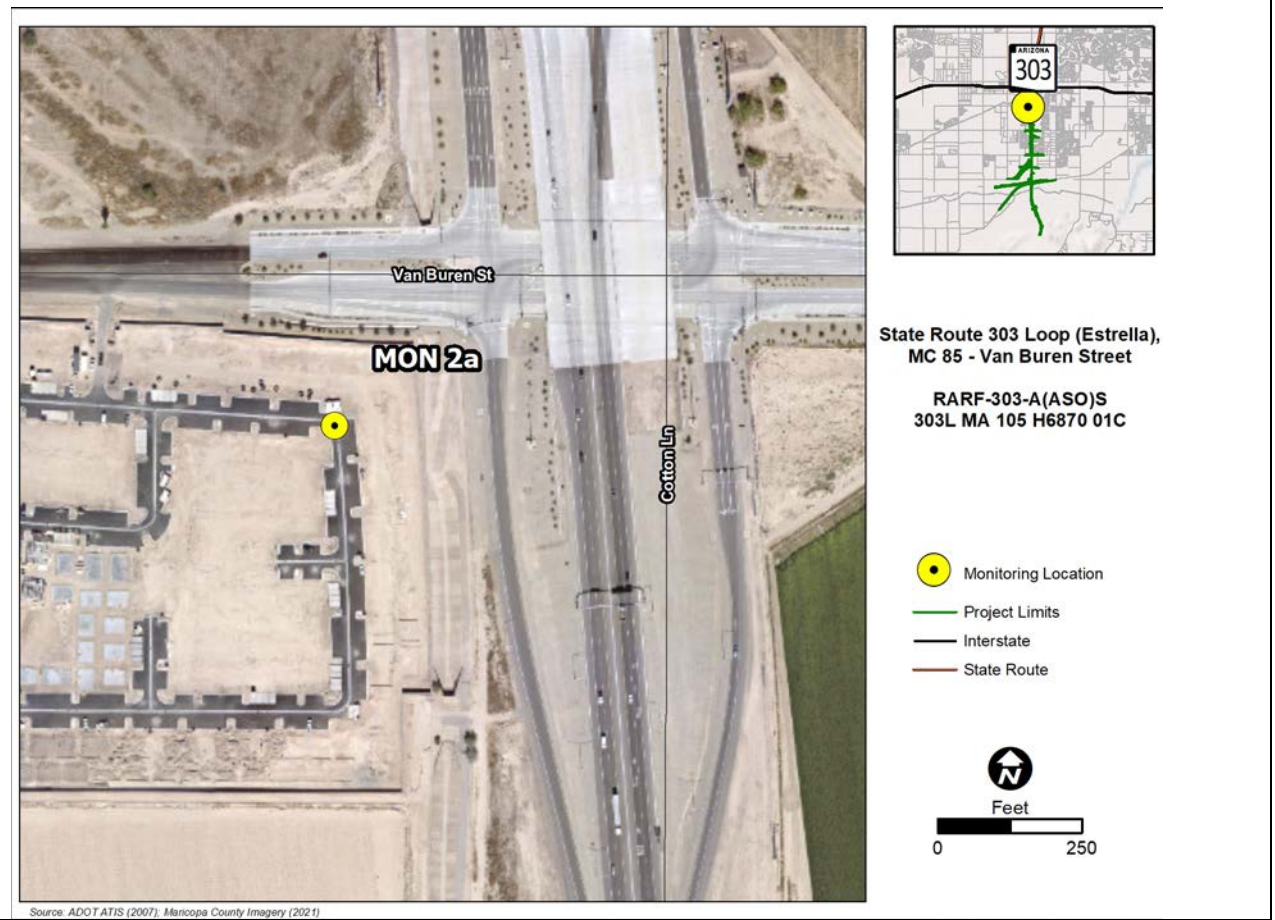 Van Buren St
MON 2a
Cotton Ln
ARIZONA
303
State Route 303 Loop (Estrella),
MC 85 - Van Buren Street
RARF-303-A(ASO)S
303L MA 105 H6870 01C
Monitoring Location
Project Limits
Interstate
State Route
N
Feet
0 250
Source: ADOT ATIS (2007); Maricopa County Imagery (2021)